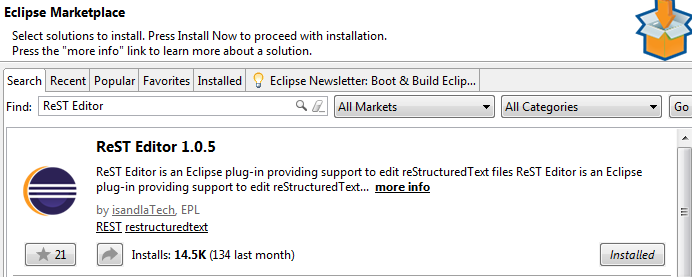 Eclipse Marketplace
Select solutions to install. Press Install Now to proceed with installation.
Press the "more info" link to learn more about a solution.
Search Recent Popular Favorites Installed Eclipse Newsletter: Boot & Build Eclip...
Find: ReST Editor All Markets All Categories Go
ReST Editor 1.0.5
ReST Editor is an Eclipse plug-in providing support to edit reStructuredText files ReST Editor is an Eclipse
plug-in providing support to edit reStructuredText... more info
by isandlaTech, EPL
REST restructuredtext
21 Installs: 14.5K (134 last month) Installed